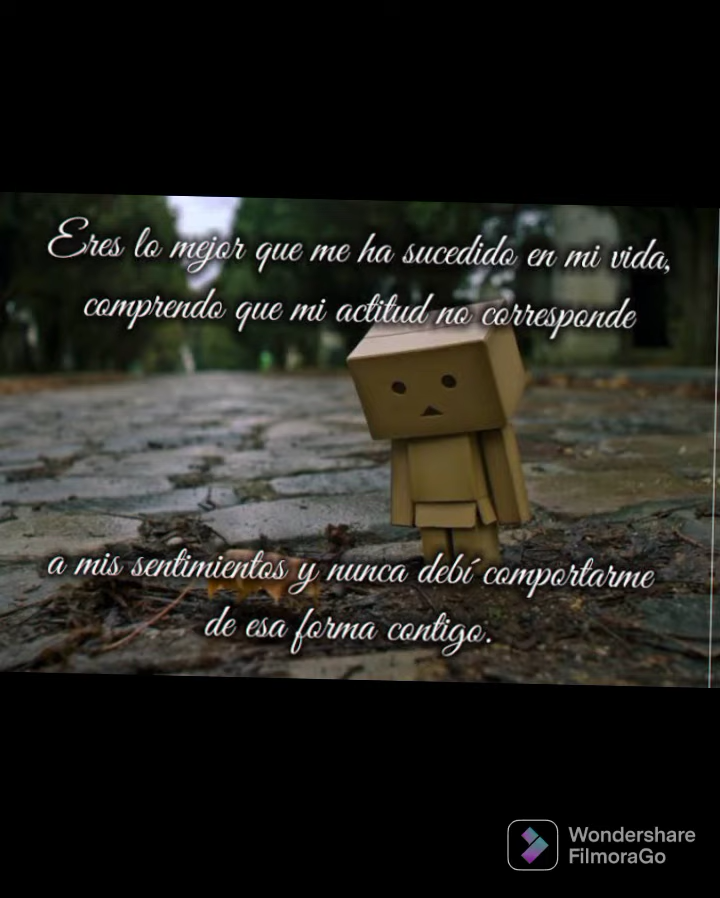 Eres lo mejor que me ha sucedido en mi vida,
comprendo que mi actitud no corresponde
a mis sentimientos y nunca debí comportarme
de esa forma contigo.
Wondershare
FilmoraGo